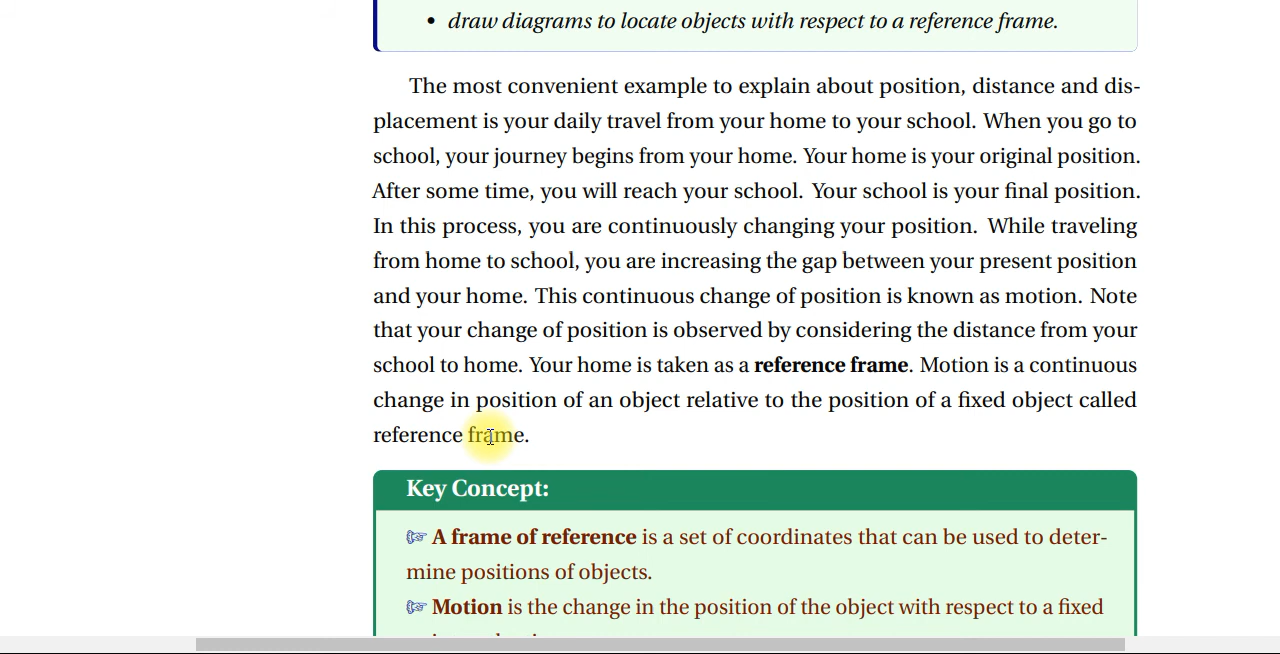 • draw diagrams to locate objects with respect to a reference frame.
The most convenient example to explain about position, distance and dis-
placement is your daily travel from your home to your school. When you go to
school, your journey begins from your home. Your home is your original position.
After some time, you will reach your school. Your school is your final position.
In this process, you are continuously changing your position. While traveling
from home to school, you are increasing the gap between your present position
and your home. This continuous change of position is known as motion. Note
that your change of position is observed by considering the distance from your
school to home. Your home is taken as a reference frame. Motion is a continuous
change in position of an object relative to the position of a fixed object called
reference frame.
Key Concept:
☞ A frame of reference is a set of coordinates that can be used to deter-
mine positions of objects.
☞ Motion is the change in the position of the object with respect to a fixed